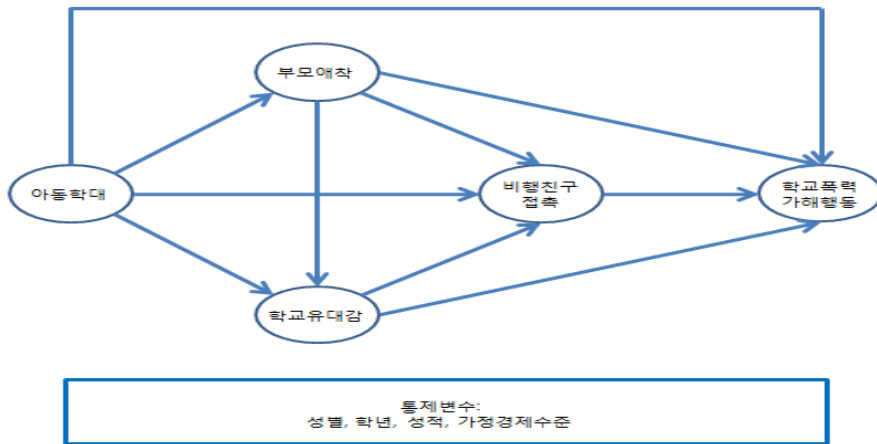 부모애착
아동학대
비행친구
접촉
학교폭력
가해행동
학교유대감
통제변수:
성별, 학년, 성적, 가정경제수준